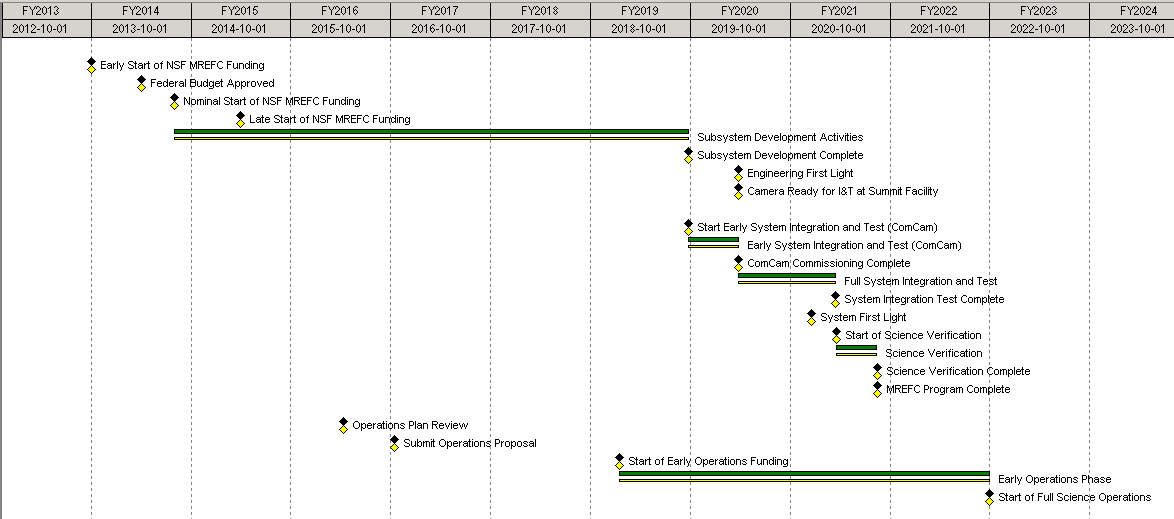 FY2013 FY2014 FY2015 FY2016 FY2017 FY2018 FY2019 FY2020 FY2021 FY2022 FY2023 FY2024
2012-10-01 2013-10-01 2014-10-01 2015-10-01 2016-10-01 2017-10-01 2018-10-01 2019-10-01 2020-10-01 2021-10-01 2022-10-01 2023-10-01
Early Start of NSF MREFC Funding
Federal Budget Approved
Nominal Start of NSF MREFC Funding
Late Start of NSF MREFC Funding
Subsystem Development Activities
Subsystem Development Complete
Engineering First Light
Camera Ready for I&T at Summit Facility
Start Early System Integration and Test (ComCam)
Early System Integration and Test (ComCam)
ComCam Commissioning Complete
Full System Integration and Test
System Integration Test Complete
System First Light
Start of Science Verification
Science Verification
Science Verification Complete
MREFC Program Complete
Operations Plan Review
Submit Operations Proposal
Start of Early Operations Funding
Early Operations Phase
Start of Full Science Operations